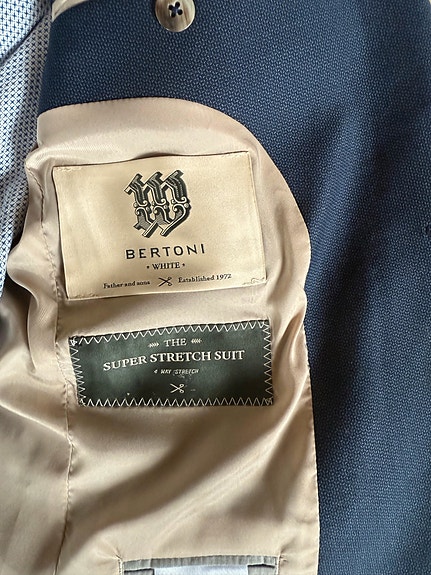 BERTONI
• WHITE •
Father and sons Established 1972
THE
SUPER STRETCH SUIT
4 WAY STRETCH